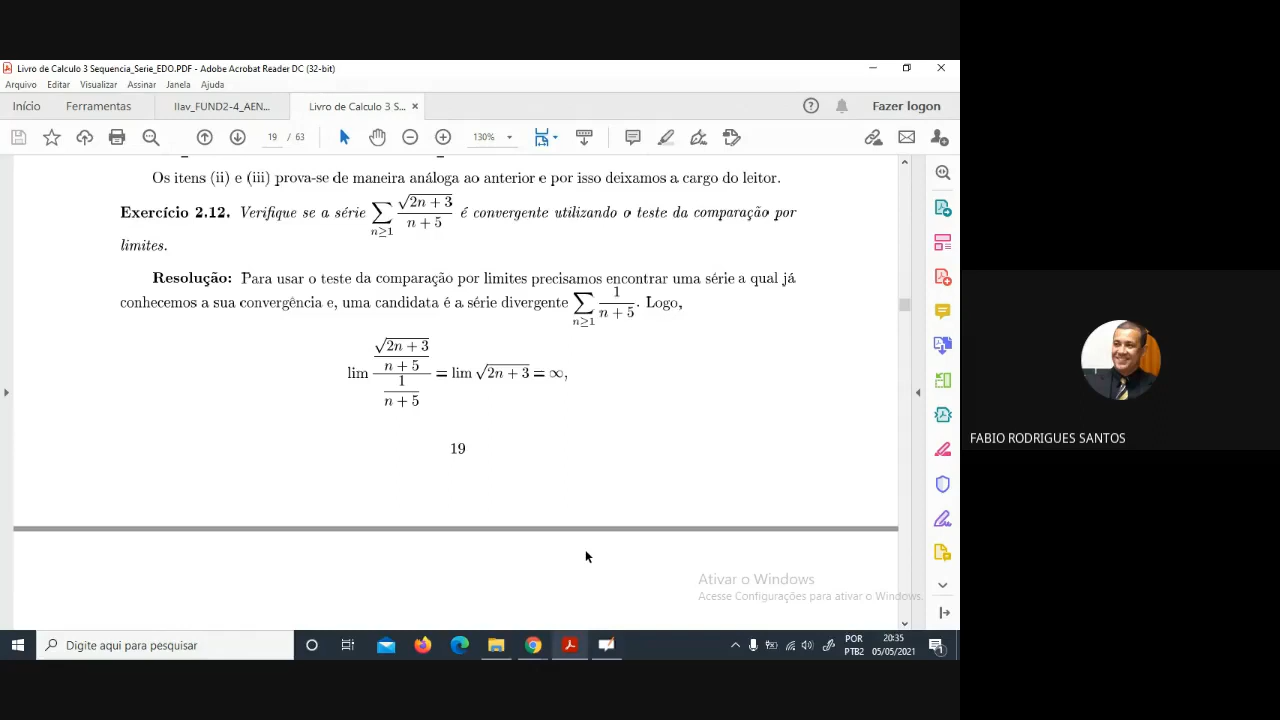 Livro de Calculo 3 Sequencia_Serie_EDO.PDF - Adobe Acrobat Reader DC (32-bit)
Arquivo Editar Visualizar Assinar Janela Ajuda
Início Ferramentas IIav_FUND2-4_AEN... Livro de Calculo 3 S... × Fazer logon
19 / 63 130%
Os itens (ii) e (iii) prova-se de maneira análoga ao anterior e por isso deixamos a cargo do leitor.
Exercício 2.12. Verifique se a série ∑_{n≥1} √(2n + 3)/(n + 5) é convergente utilizando o teste da comparação por
limites.
Resolução: Para usar o teste da comparação por limites precisamos encontrar uma série a qual já
conhecemos a sua convergência e, uma candidata é a série divergente ∑_{n≥1} 1/(n + 5). Logo,
lim (√(2n + 3)/(n + 5))/(1/(n + 5)) = lim √(2n + 3) = ∞,
19
FABIO RODRIGUES SANTOS
Ativar o Windows
Acesse Configurações para ativar o Windows.
Digite aqui para pesquisar
POR
PTB2
20:35
05/05/2021
1